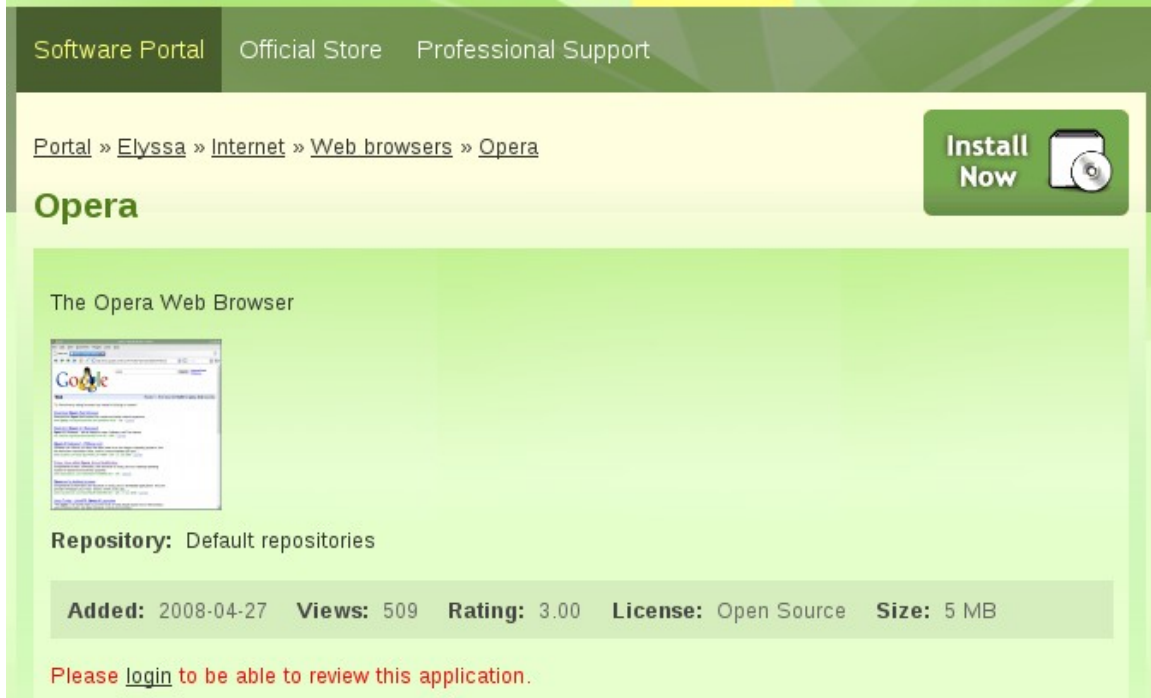 Software Portal Official Store Professional Support
Portal » Elyssa » Internet » Web browsers » Opera
Install
Now
Opera
The Opera Web Browser
Google
Repository: Default repositories
Added: 2008-04-27 Views: 509 Rating: 3.00 License: Open Source Size: 5 MB
Please login to be able to review this application.